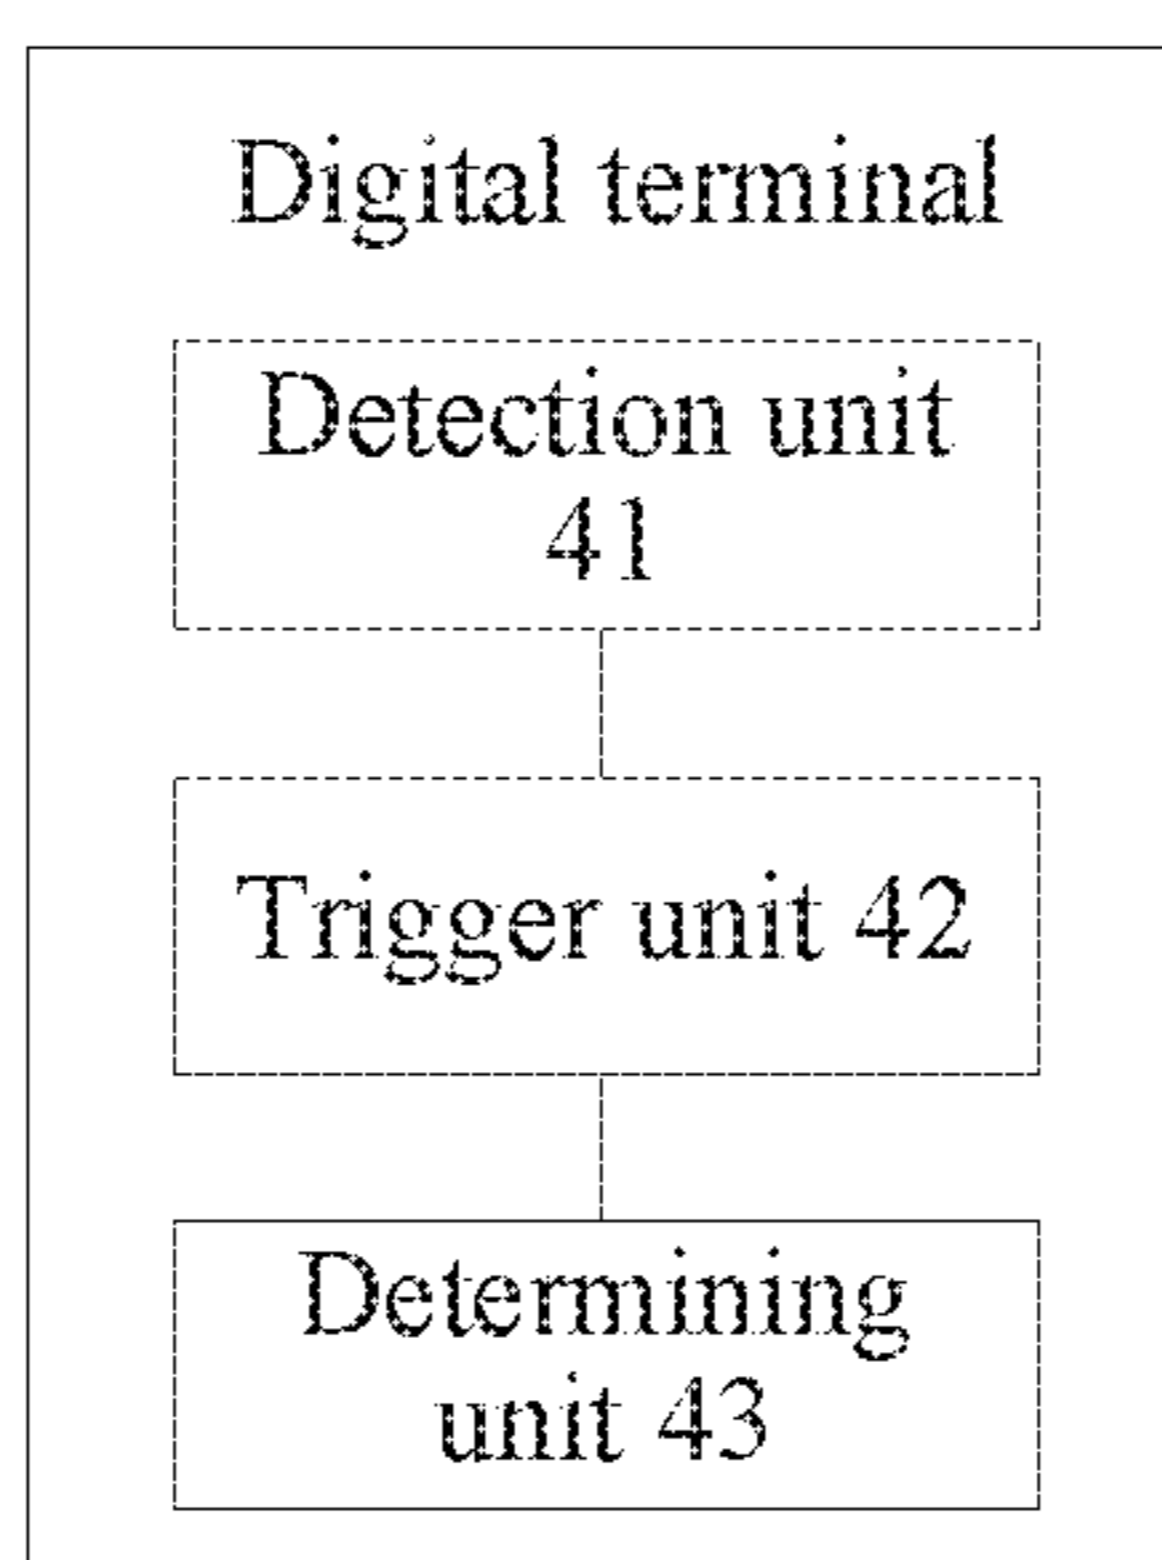 Digital terminal
Detection unit
41
Trigger unit 42
Determining
unit 43